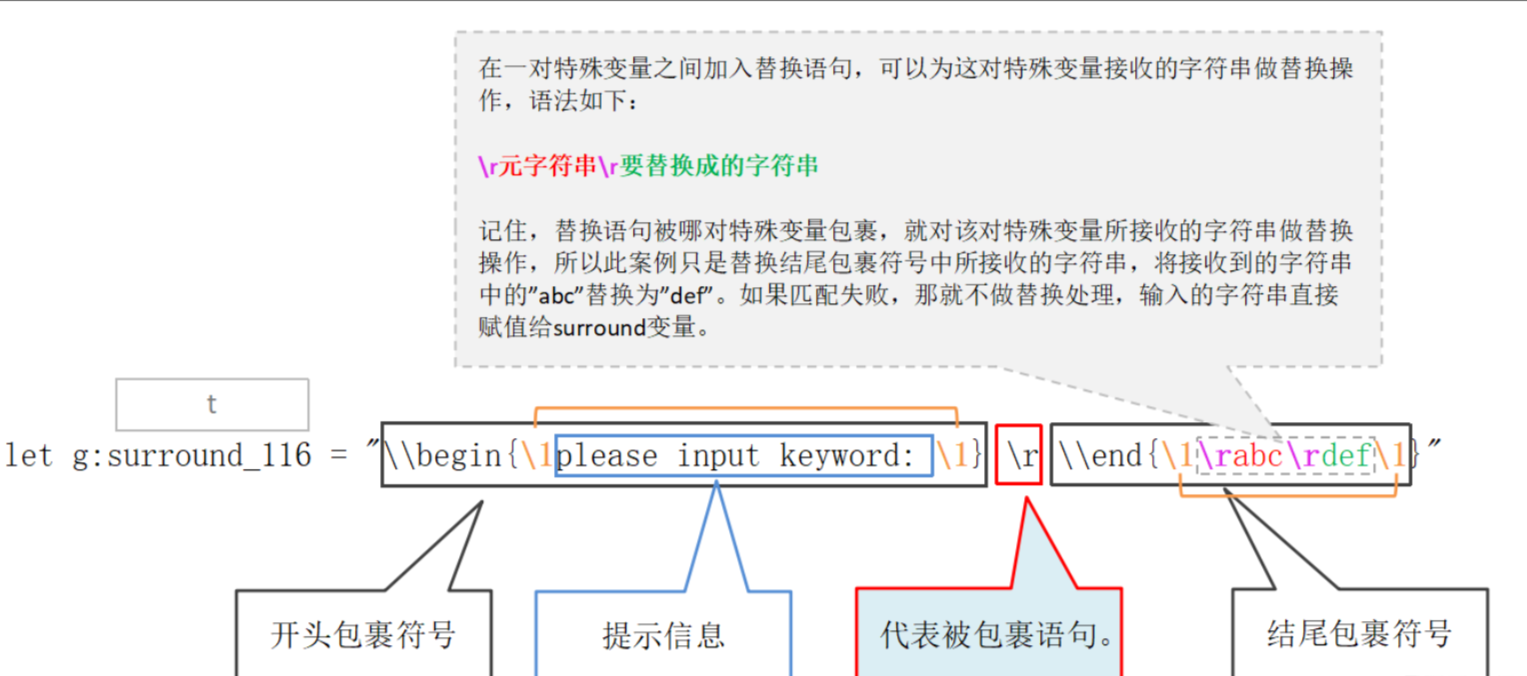 在一对特殊变量之间加入替换语句，可以为这对特殊变量接收的字符串做替换操
作，语法如下：
\r元字符串\r要替换成的字符串
记住，替换语句被哪对特殊变量包裹，就对该对特殊变量所接收的字符串做替换
操作，所以此案例只是替换结尾包裹符号中所接收的字符串，将接收到的字符串
中的”abc”替换为”def”。如果匹配失败，那就不做替换处理，输入的字符串直接
赋值给surround变量。
t
let g:surround_116 = "\\begin{\1please input keyword: \1} \r \\end{\1\rabc\rdef\1}"
开头包裹符号
提示信息
代表被包裹语句。
结尾包裹符号